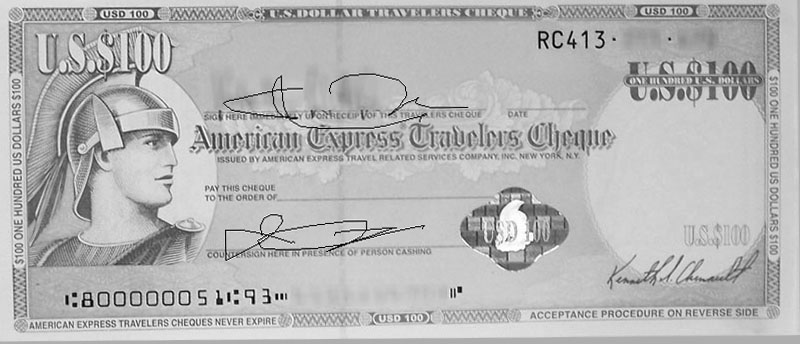 USD 100 U.S. DOLLAR TRAVELERS CHEQUE USD 100
U.S.$100
RC413
U.S.$100
ONE HUNDRED U.S. DOLLARS
SIGN HERE IMMEDIATELY UPON RECEIPT OF THIS TRAVELERS CHEQUE DATE
American Express Travelers Cheque
ISSUED BY AMERICAN EXPRESS TRAVEL RELATED SERVICES COMPANY, INC. NEW YORK, N.Y.
PAY THIS CHEQUE
TO THE ORDER OF
U.S.$100
COUNTERSIGN HERE IN PRESENCE OF PERSON CASHING
Kenneth I. Chenault
800000051 93
AMERICAN EXPRESS TRAVELERS CHEQUES NEVER EXPIRE USD 100 ACCEPTANCE PROCEDURE ON REVERSE SIDE
$100 ONE HUNDRED US DOLLARS $100
$100 ONE HUNDRED US DOLLARS $100